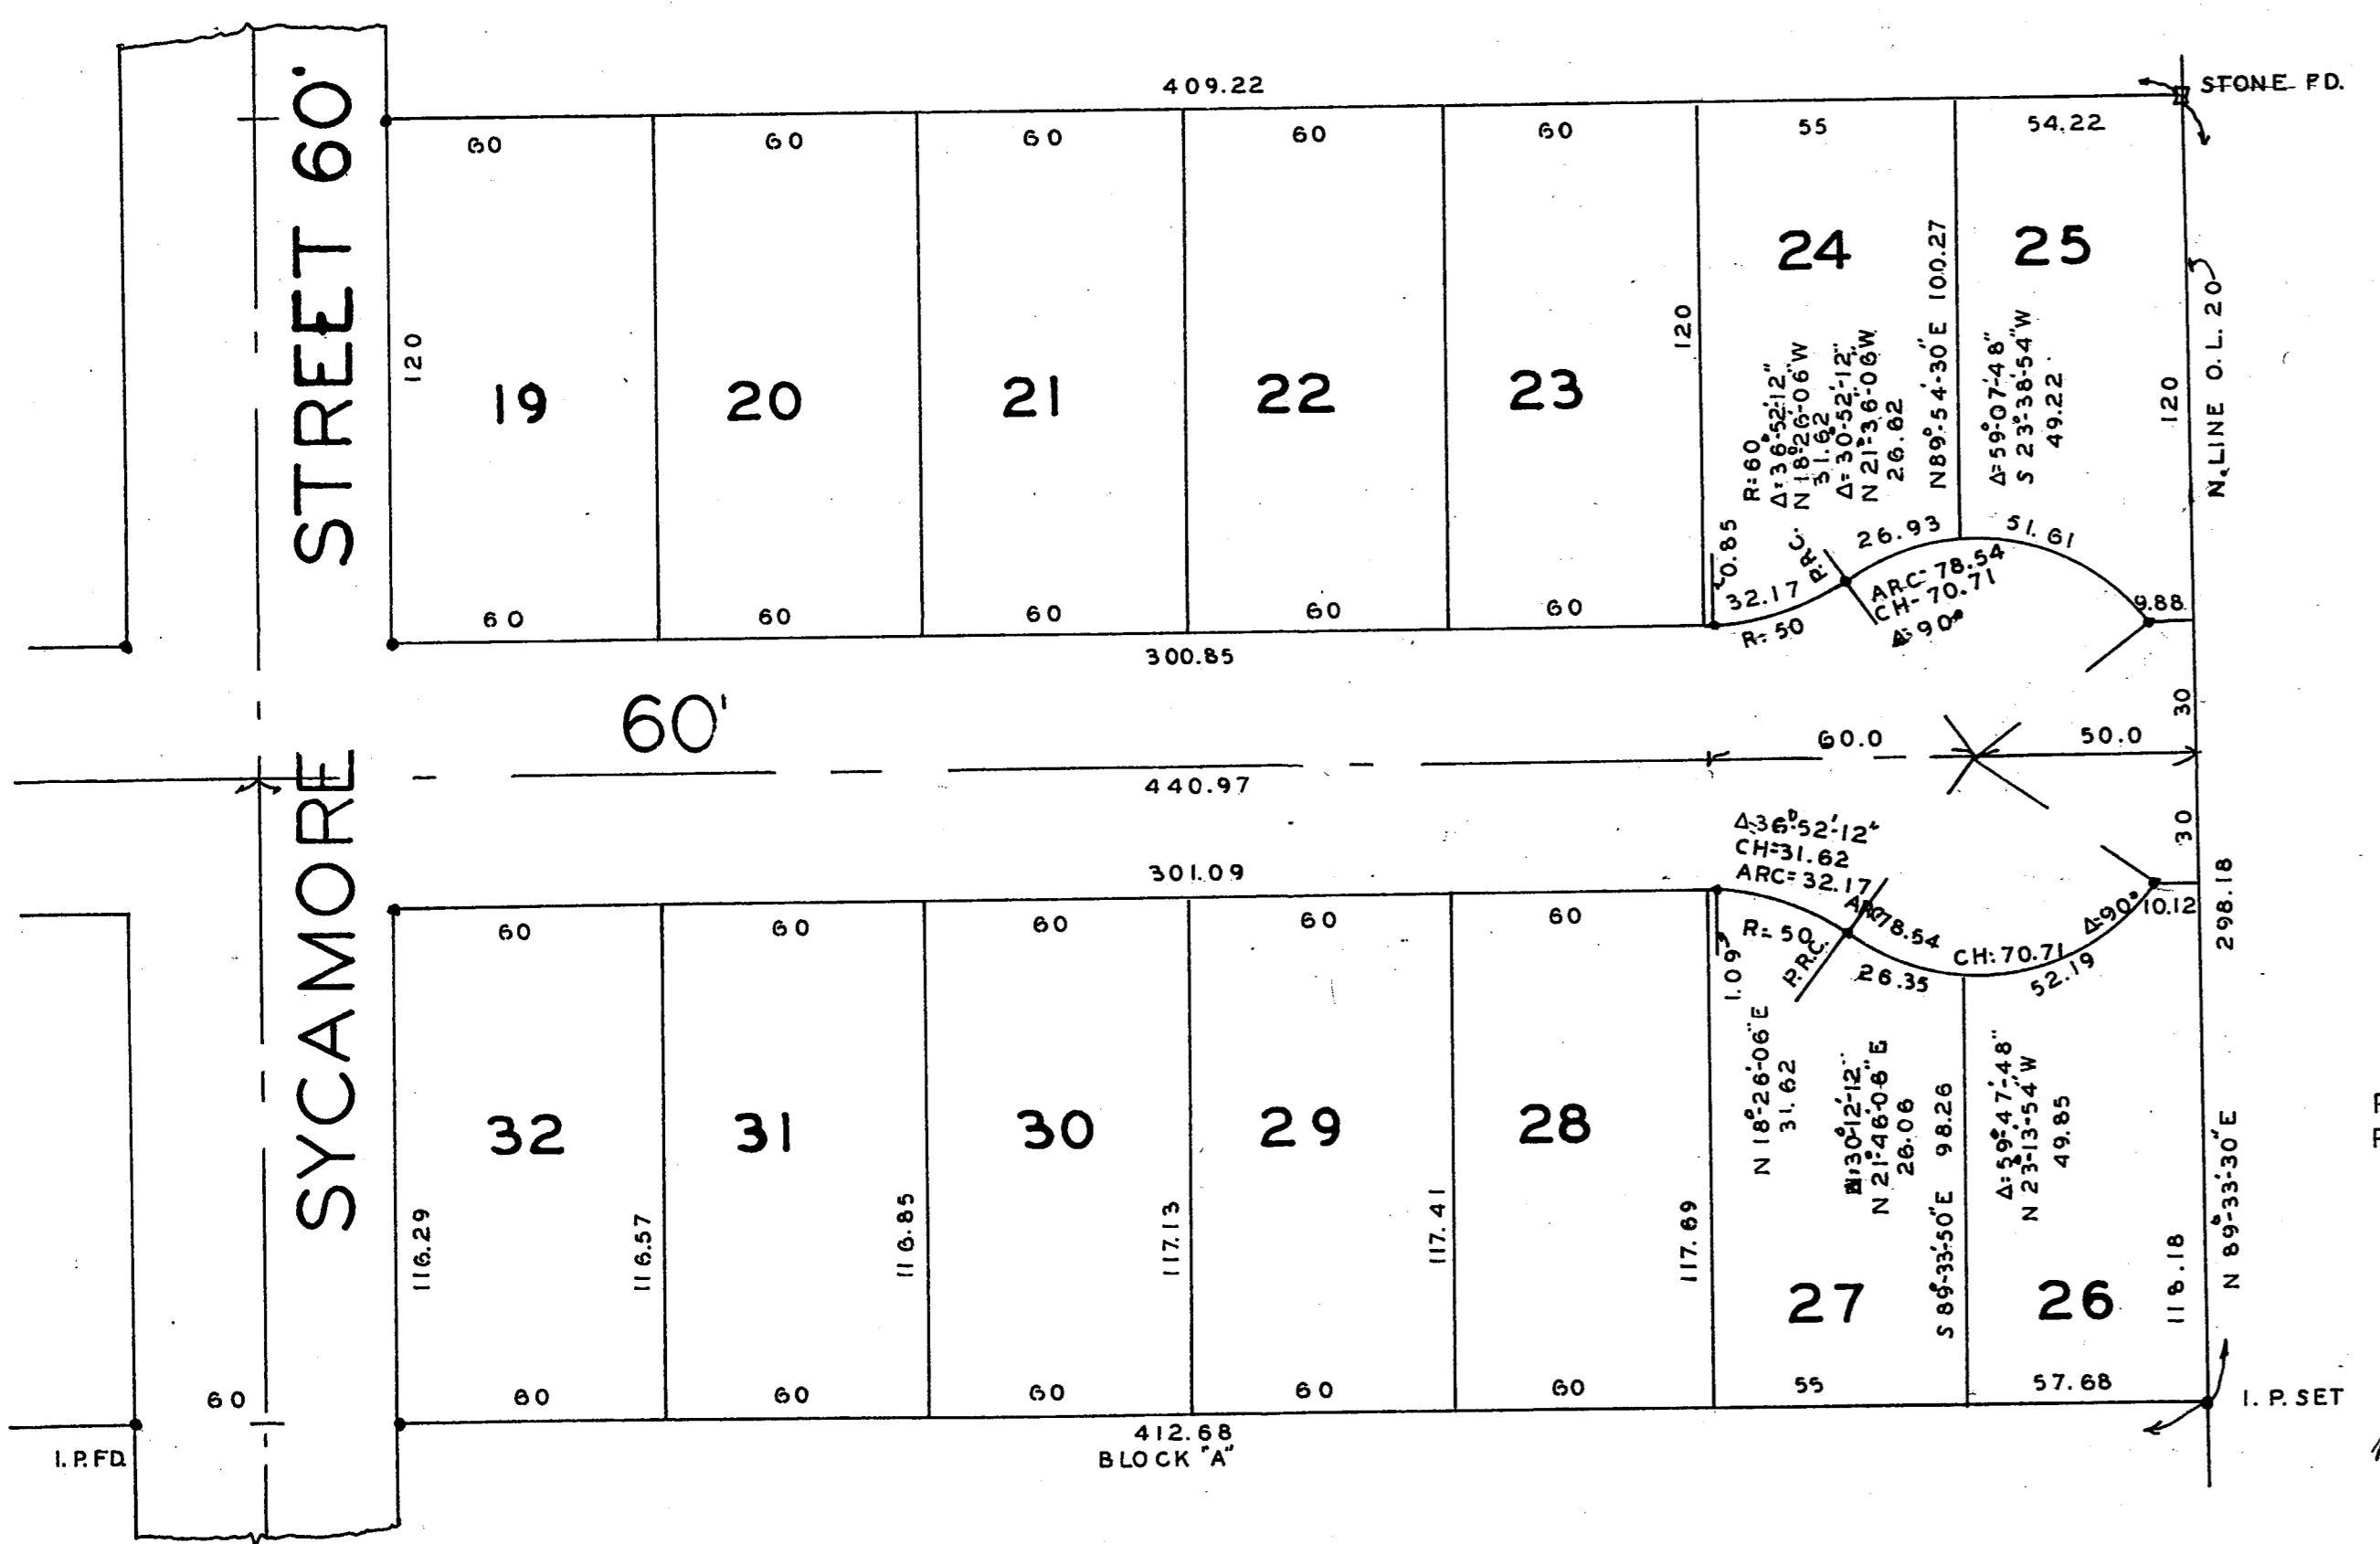 409.22
STONE FD.
60
60
60
60
60
55
54.22
STREET 60'
120
19
20
21
22
23
120
24
25
R=60
Δ=36°-52'-12"
N 18°-26'-06" W
31.62
Δ=30°-52'-12"
N 21°-36'-06" W
26.62
N 89°-54'-30" E 100.27
Δ=59°-07'-48"
S 23°-38'-54" W
49.22
120
N. LINE O.L. 20
0.85
32.17
R=50
P.R.C.
26.93
51.61
ARC=78.54
CH-70.71
Δ=90°
9.88
60
60
60
60
60
300.85
60'
60.0
50.0
30
30
440.97
SYCAMORE
301.09
Δ=36°-52'-12"
CH=31.62
ARC=32.17
60
60
60
60
60
1.09
R=50
P.R.C.
ARC 78.54
26.35
CH: 70.71
52.19
Δ=90°
10.12
298.18
32
31
30
29
28
27
26
N 18°-26'-06" E
31.62
30°-12'-12"
N 21°-46'-06" E
26.06
S 89°-33'-50" E 98.26
Δ=59°-47'-48"
N 23°-13'-54" W
49.85
N 89°-33'-30" E
118.18
116.29
116.57
116.85
117.13
117.41
117.69
60
60
60
60
60
60
55
57.68
I.P. SET
I.P. FD.
412.68
BLOCK "A"